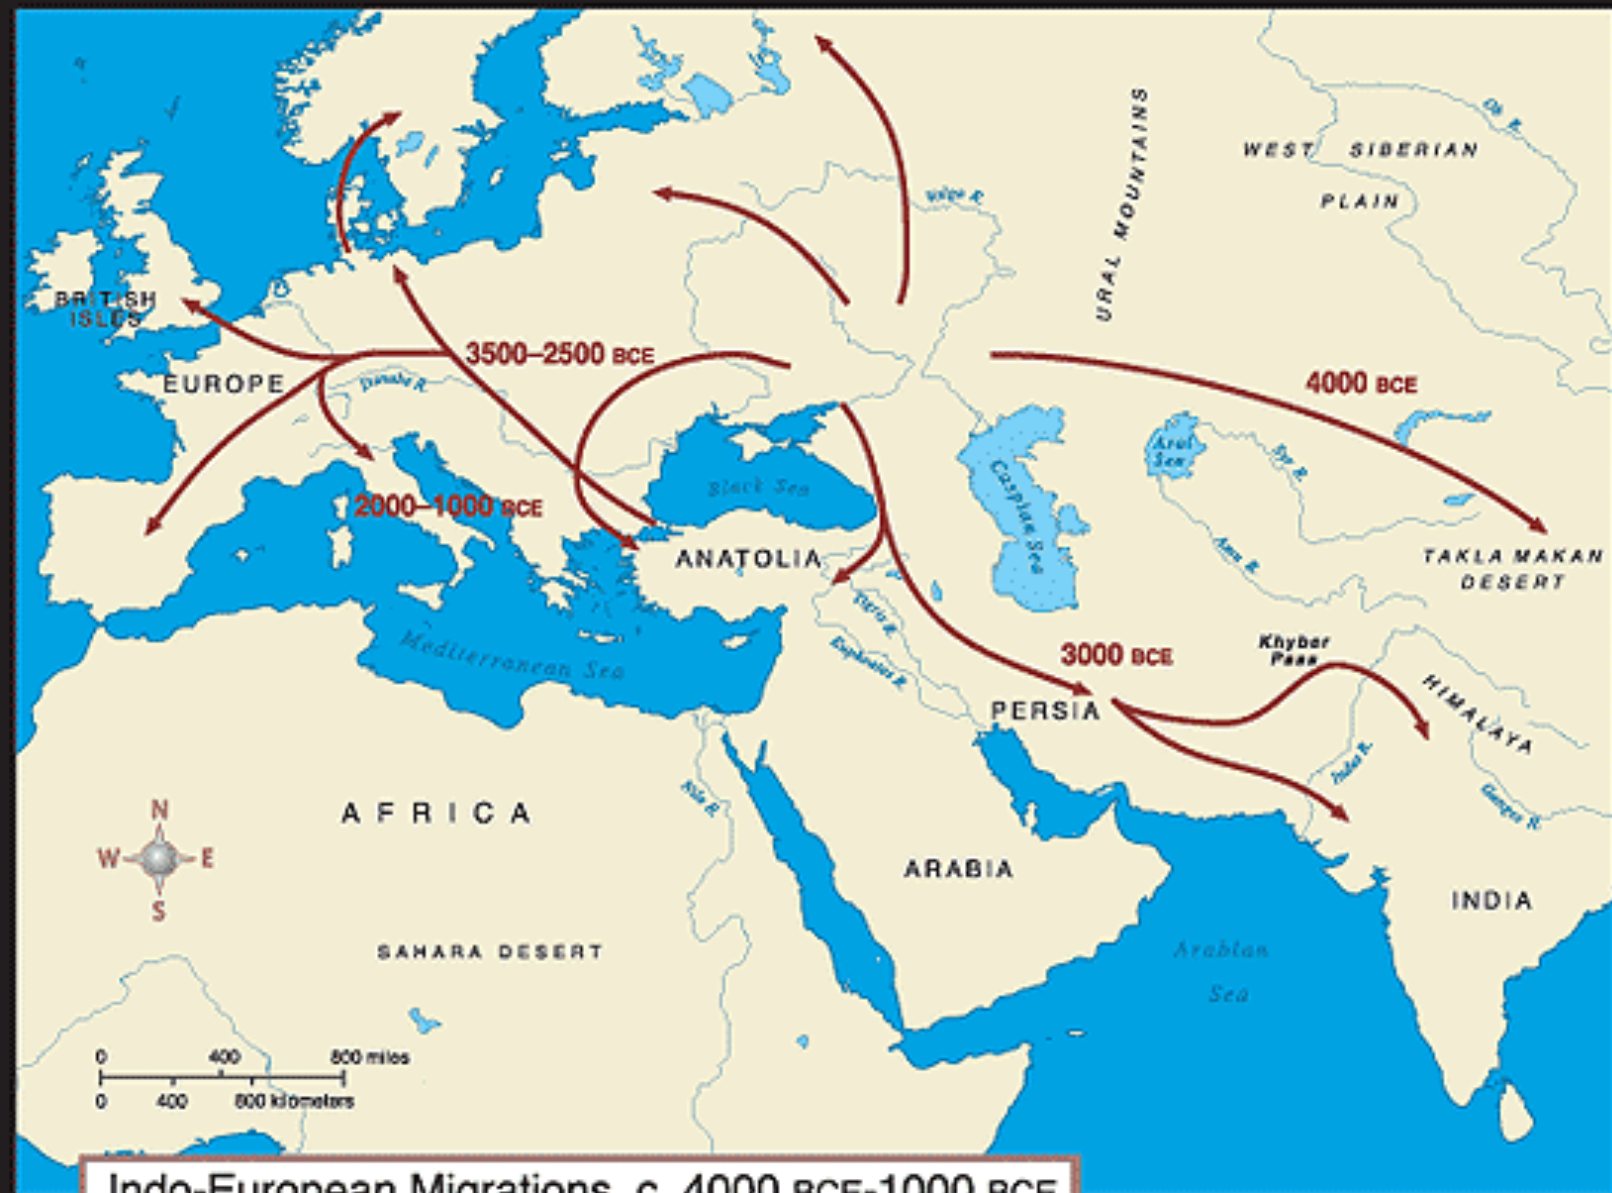 Ob R.
WEST SIBERIAN
PLAIN
URAL MOUNTAINS
Volga R.
BRITISH
ISLES
EUROPE
3500–2500 BCE
Danube R.
4000 BCE
Aral
Sea
Syr R.
Caspian Sea
Black Sea
2000–1000 BCE
ANATOLIA
Amu R.
TAKLA MAKAN
DESERT
Tigris R.
Euphrates R.
Mediterranean Sea
3000 BCE
Khyber
Pass
HIMALAYA
PERSIA
Indus R.
Ganges R.
Nile R.
AFRICA
N
W E
S
ARABIA
INDIA
SAHARA DESERT
Arabian
Sea
0 400 800 miles
0 400 800 kilometers
Indo-European Migrations, c. 4000 BCE-1000 BCE